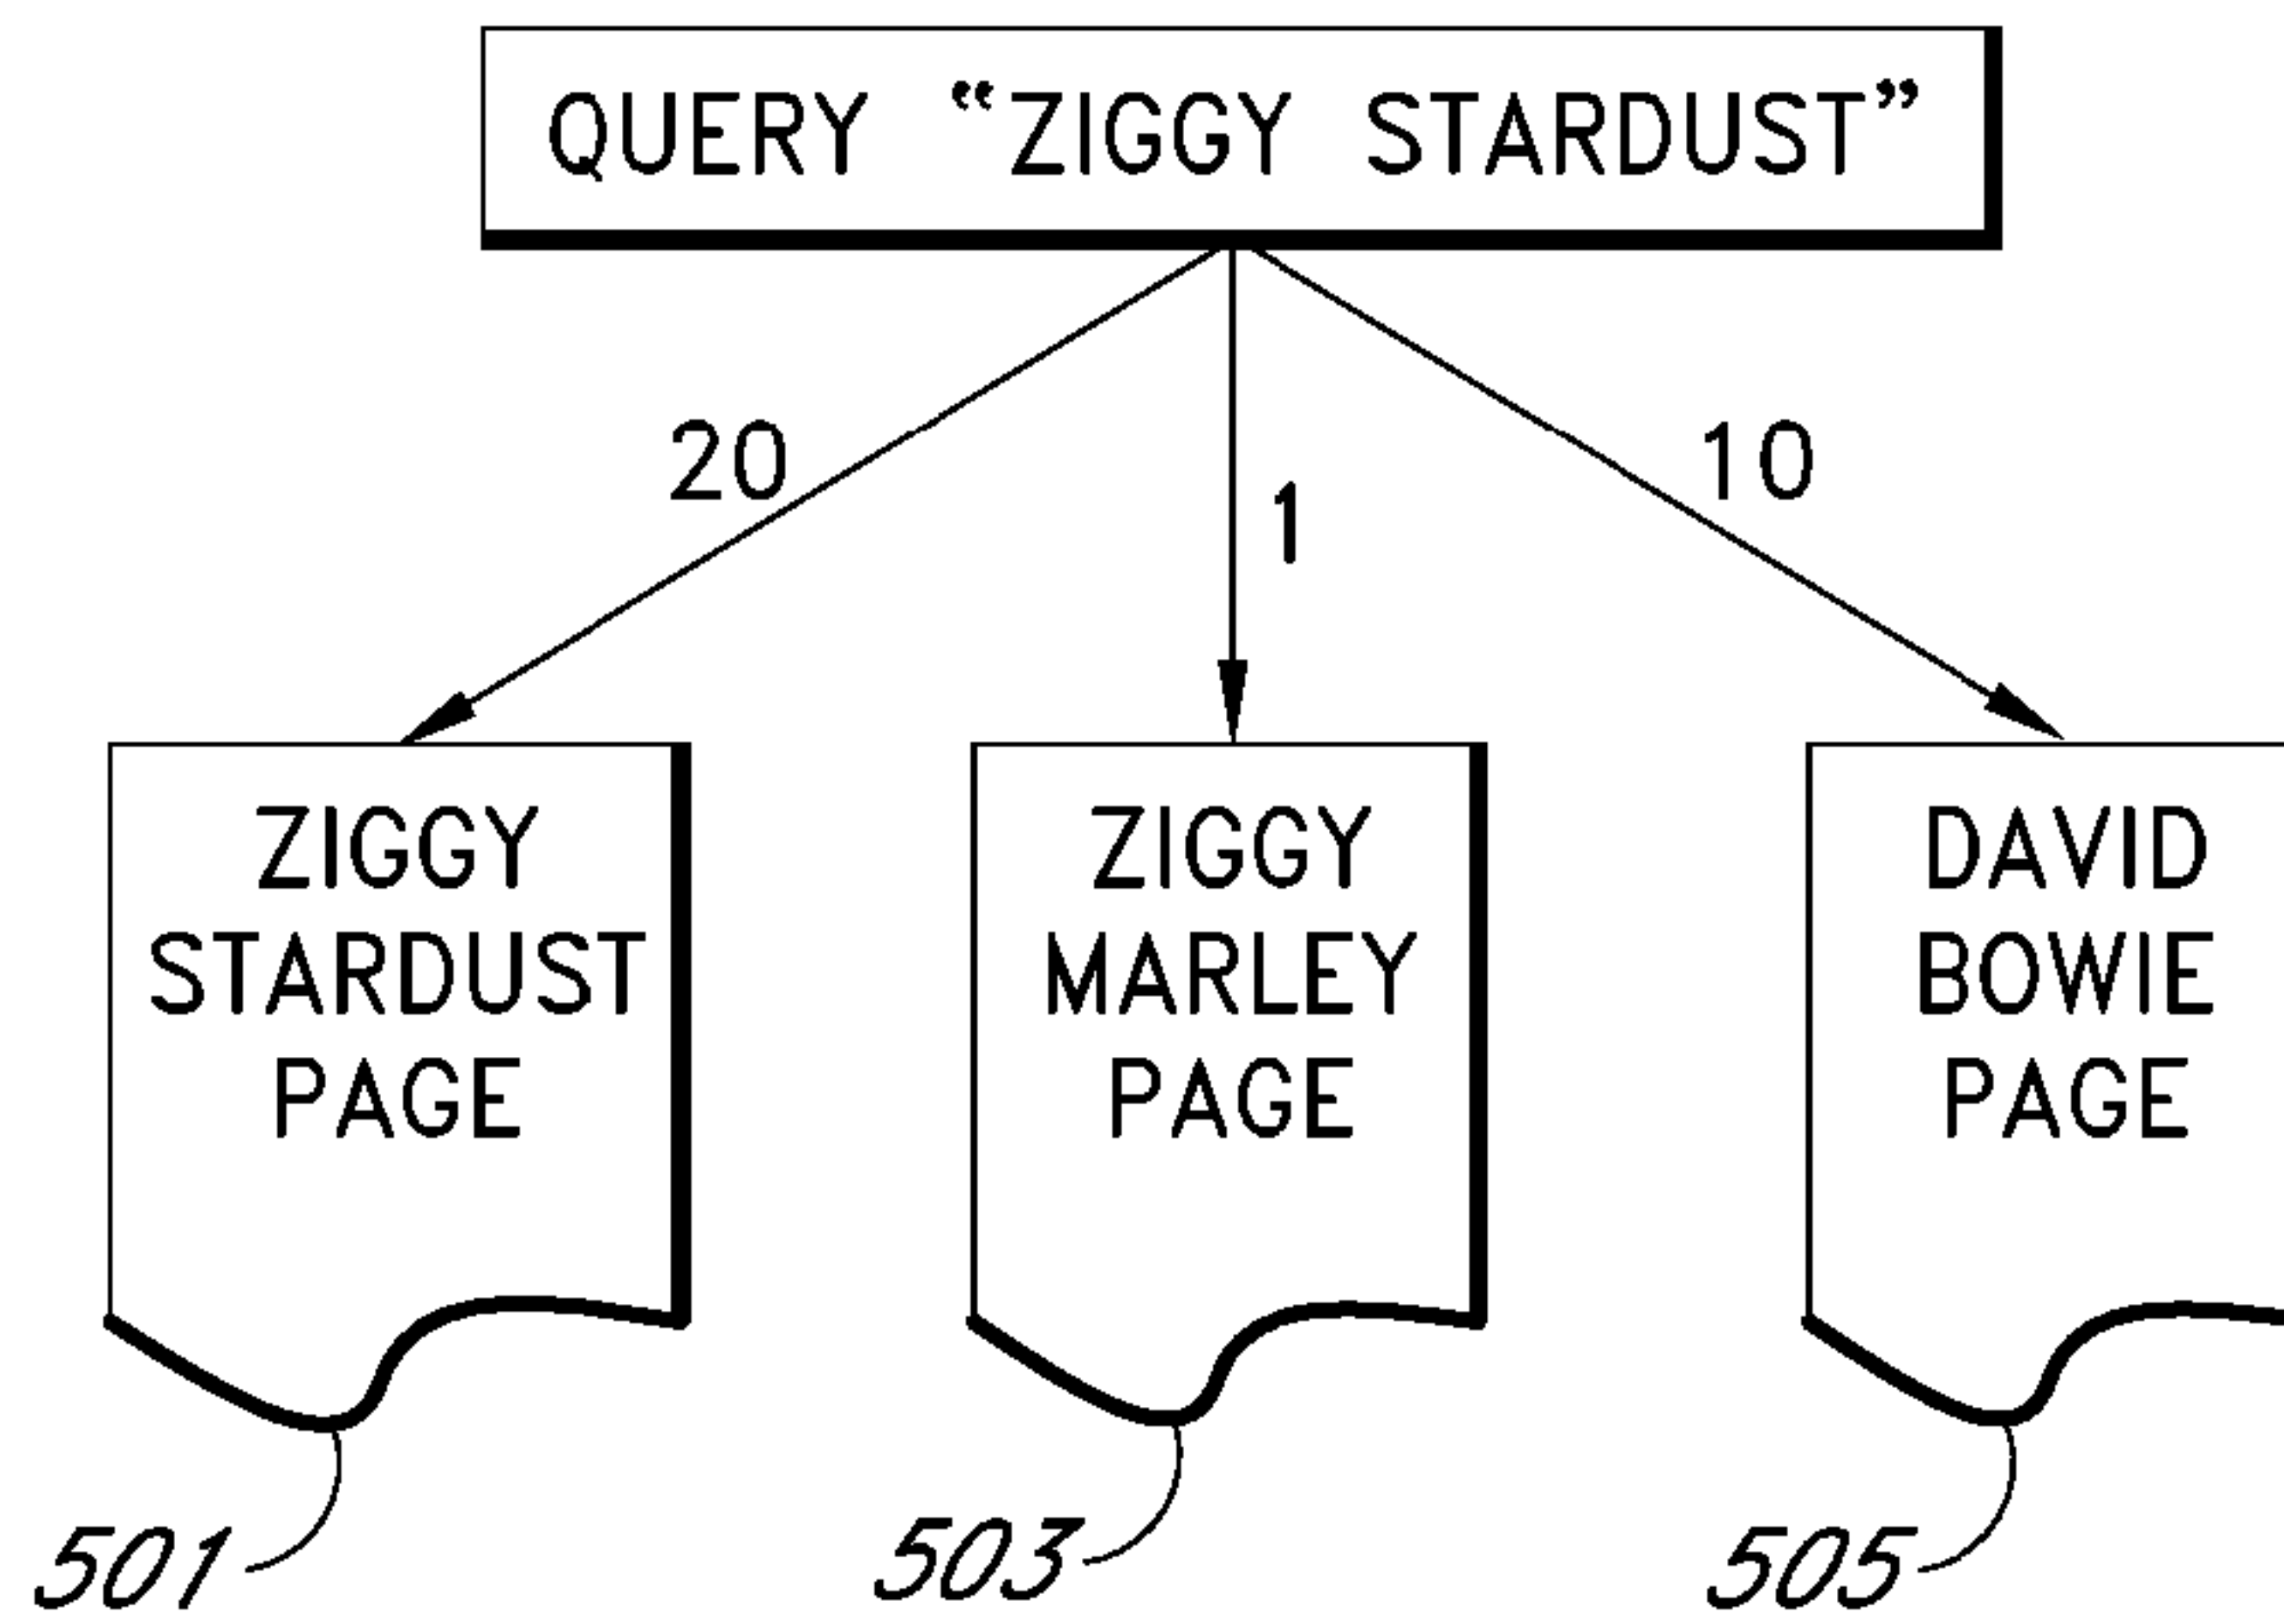 QUERY “ZIGGY STARDUST”
20
1
10
ZIGGY
STARDUST
PAGE
ZIGGY
MARLEY
PAGE
DAVID
BOWIE
PAGE
501
503
505